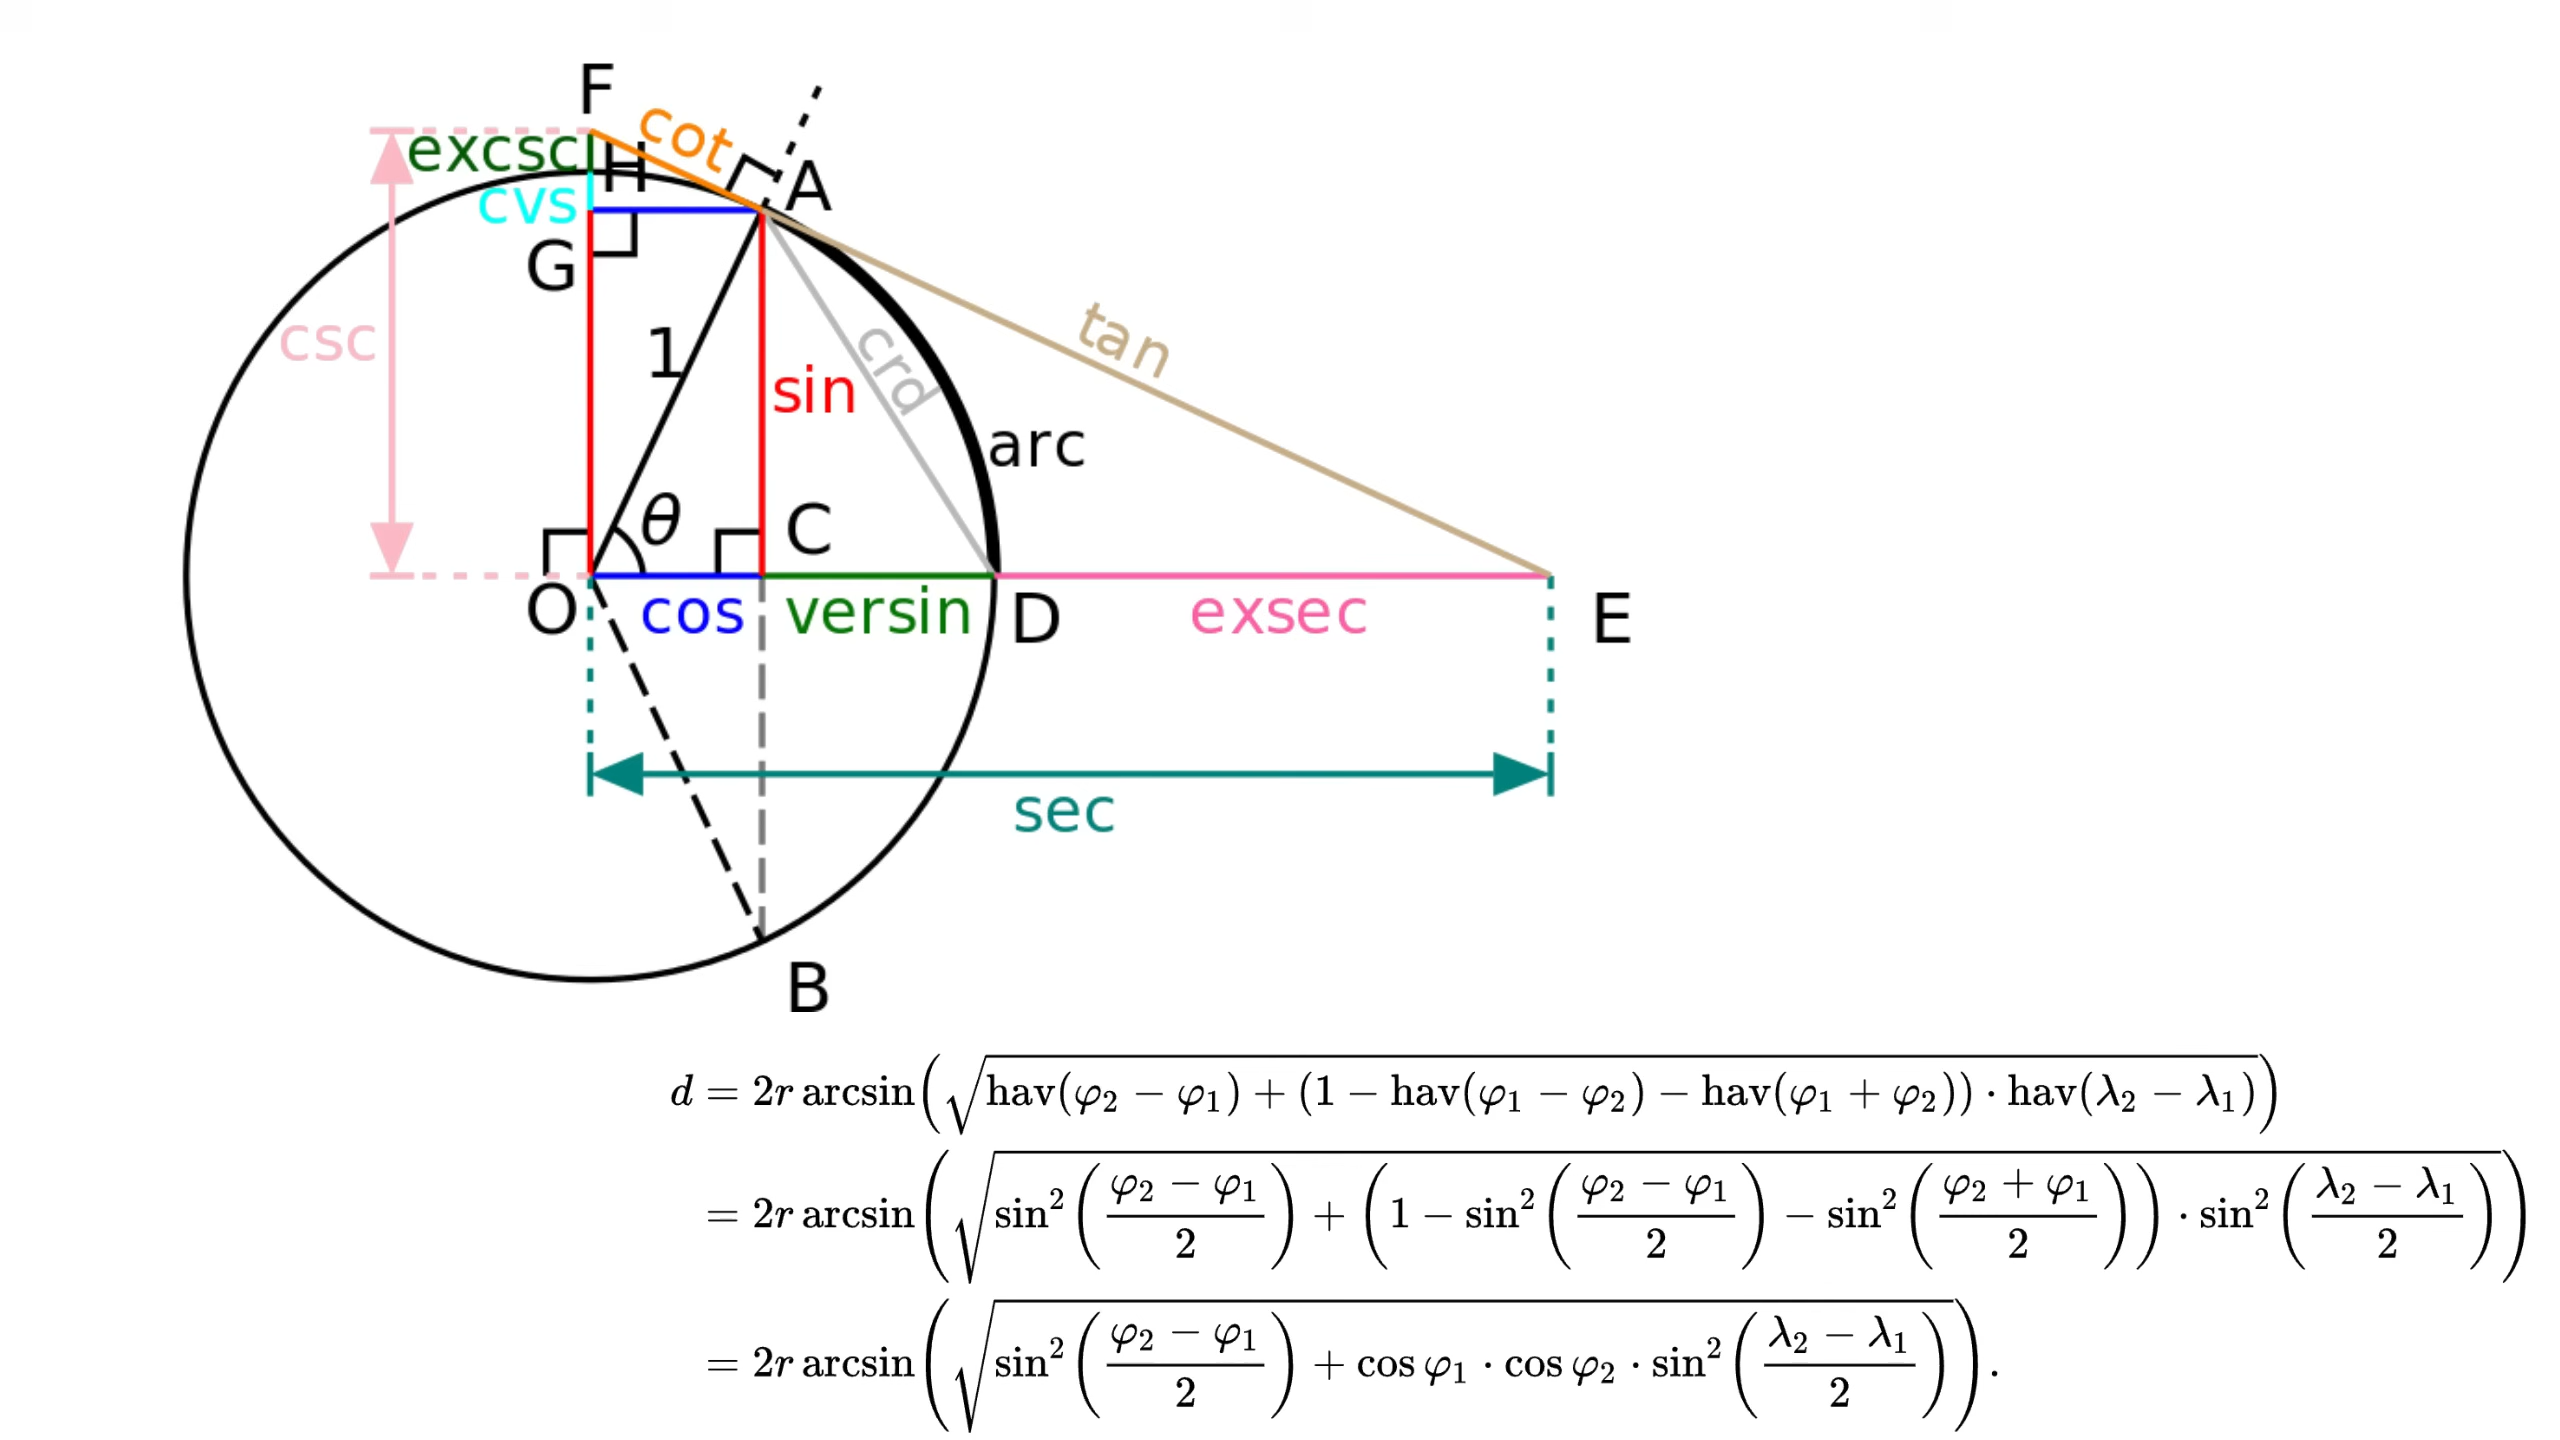 F
cot
excsc
H
A
cvs
G
csc
1
sin
crd
tan
arc
θ
C
O
cos
versin
D
exsec
E
sec
B
d = 2r arcsin(√(hav(φ₂ − φ₁) + (1 − hav(φ₁ − φ₂) − hav(φ₁ + φ₂)) · hav(λ₂ − λ₁)))
= 2r arcsin(√(sin²((φ₂ − φ₁)/2) + (1 − sin²((φ₂ − φ₁)/2) − sin²((φ₂ + φ₁)/2)) · sin²((λ₂ − λ₁)/2)))
= 2r arcsin(√(sin²((φ₂ − φ₁)/2) + cos φ₁ · cos φ₂ · sin²((λ₂ − λ₁)/2))).